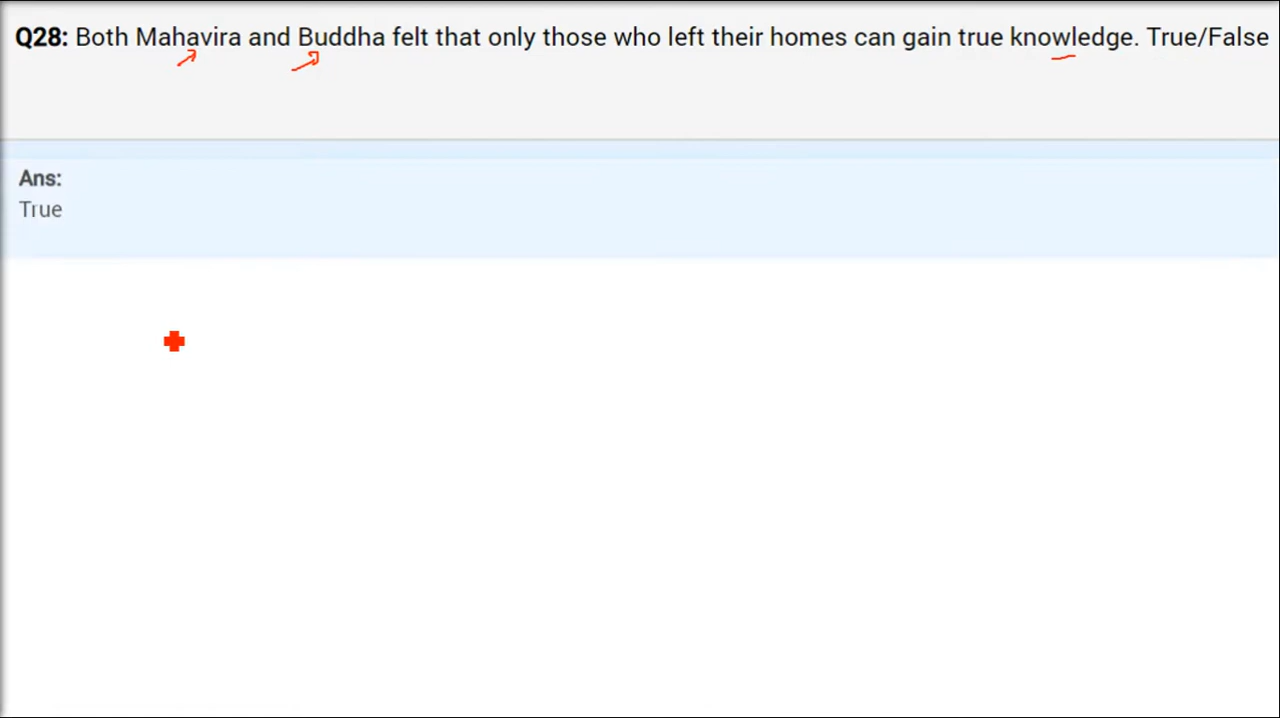 Q28: Both Mahavira and Buddha felt that only those who left their homes can gain true knowledge. True/False
Ans:
True